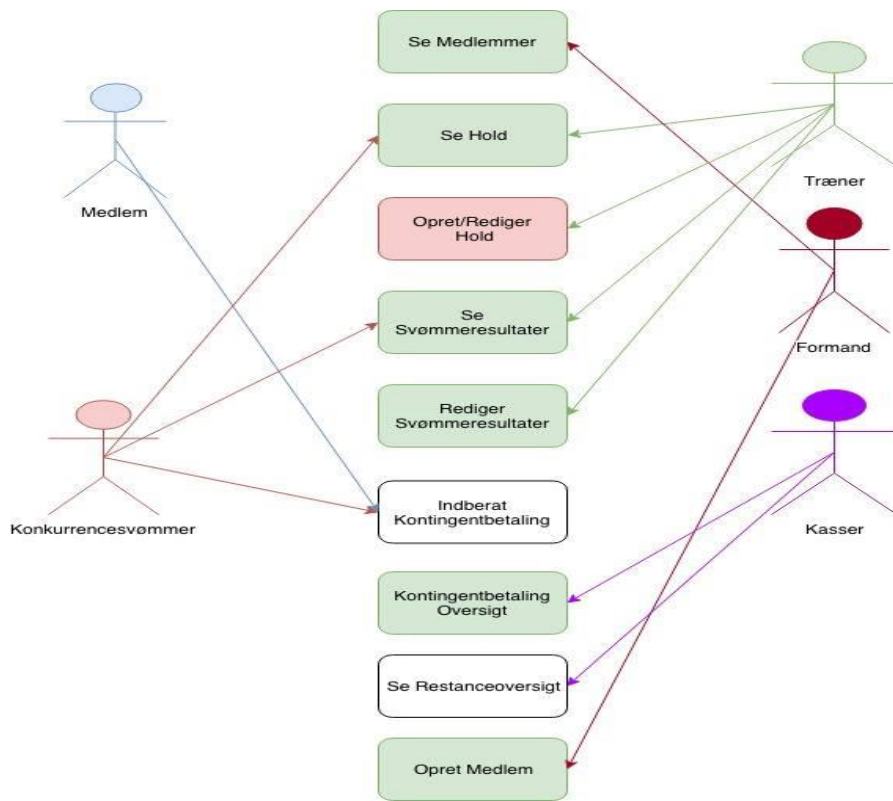 Se Medlemmer
Se Hold
Medlem
Træner
Opret/Rediger
Hold
Se
Svømmeresultater
Formand
Rediger
Svømmeresultater
Konkurrencesvømmer
Indberat
Kontingentbetaling
Kasser
Kontingentbetaling
Oversigt
Se Restanceoversigt
Opret Medlem